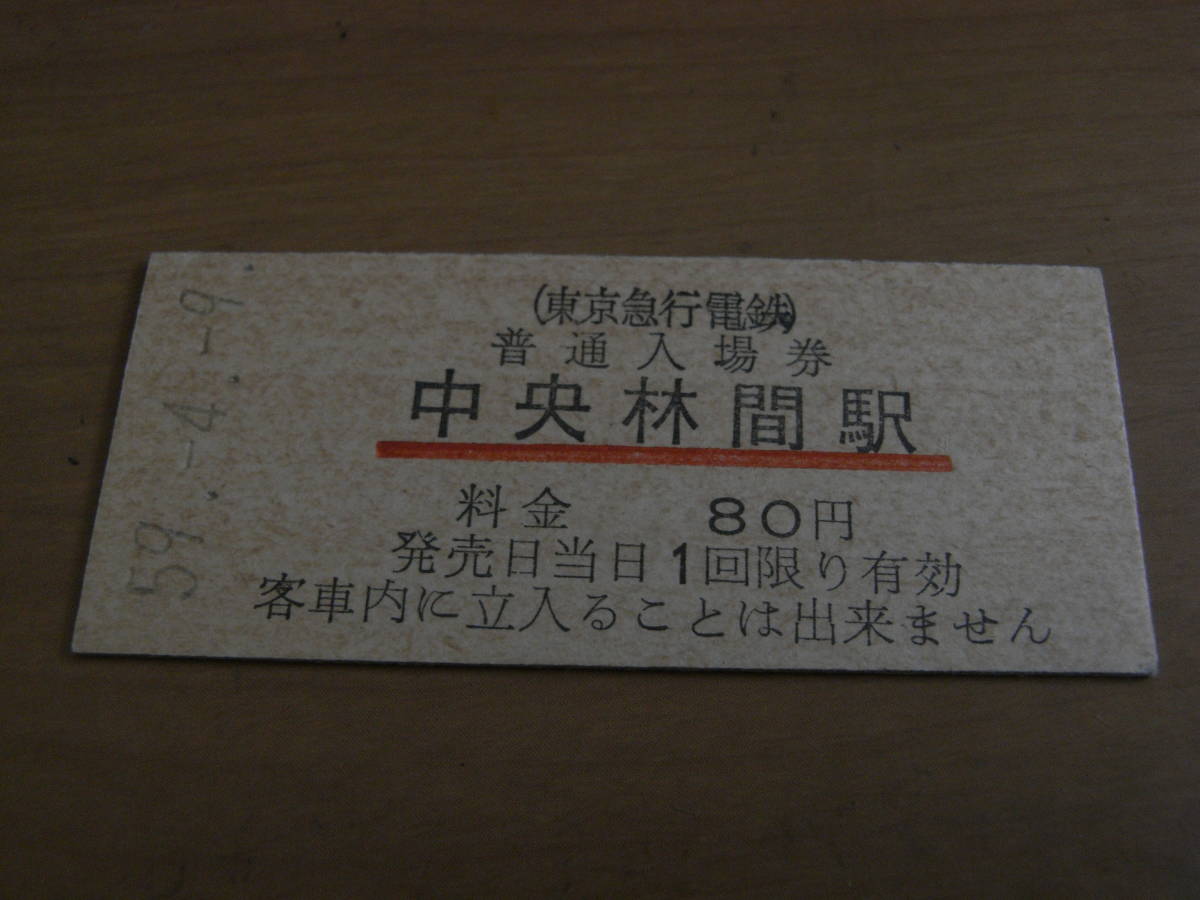 (東京急行電鉄)
普通入場券
中央林間駅
料金 80円
発売日当日1回限り有効
客車内に立入ることは出来ません
59.-4.-9